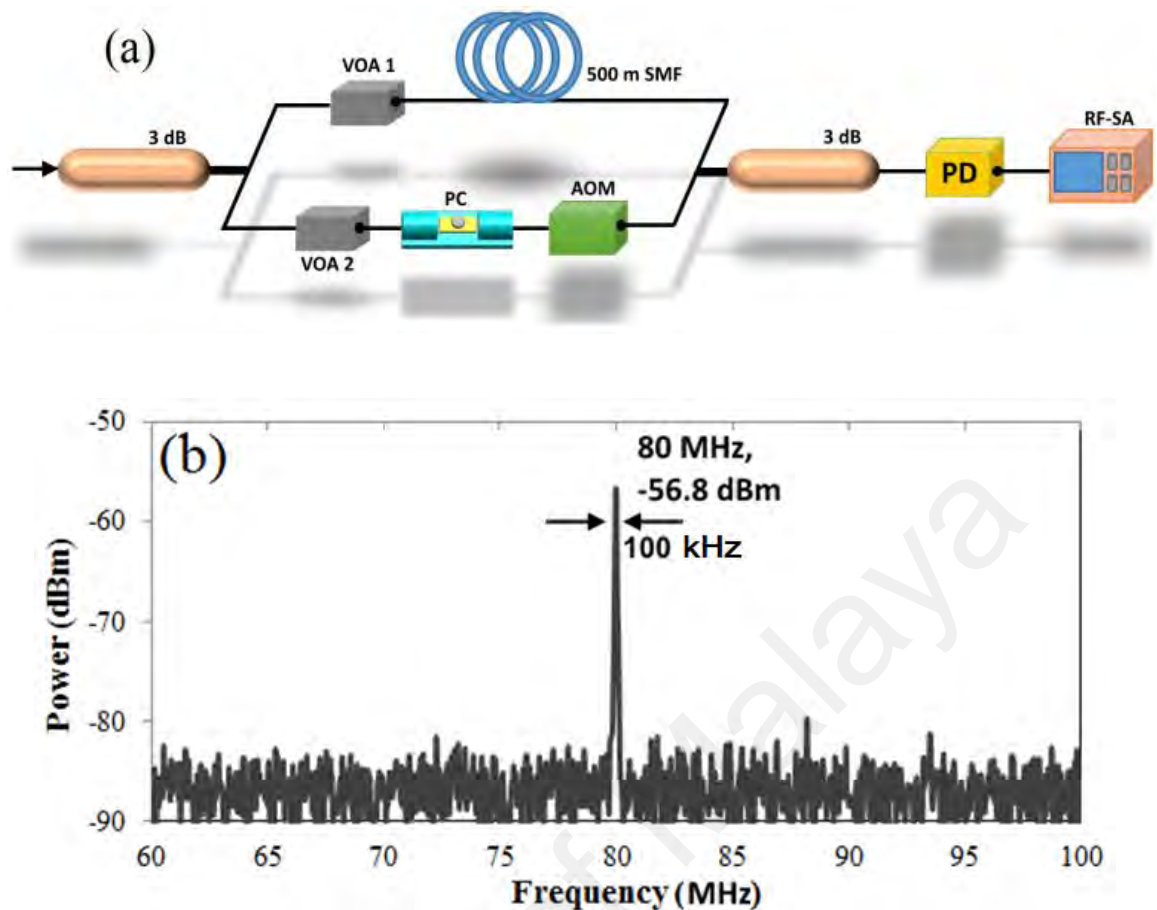 (a)
VOA 1
500 m SMF
3 dB
3 dB
RF-SA
PD
PC
AOM
VOA 2
(b)
80 MHz,
-56.8 dBm
100 kHz
-50
-60
-70
-80
-90
Power (dBm)
60 65 70 75 80 85 90 95 100
Frequency (MHz)
of Malaya